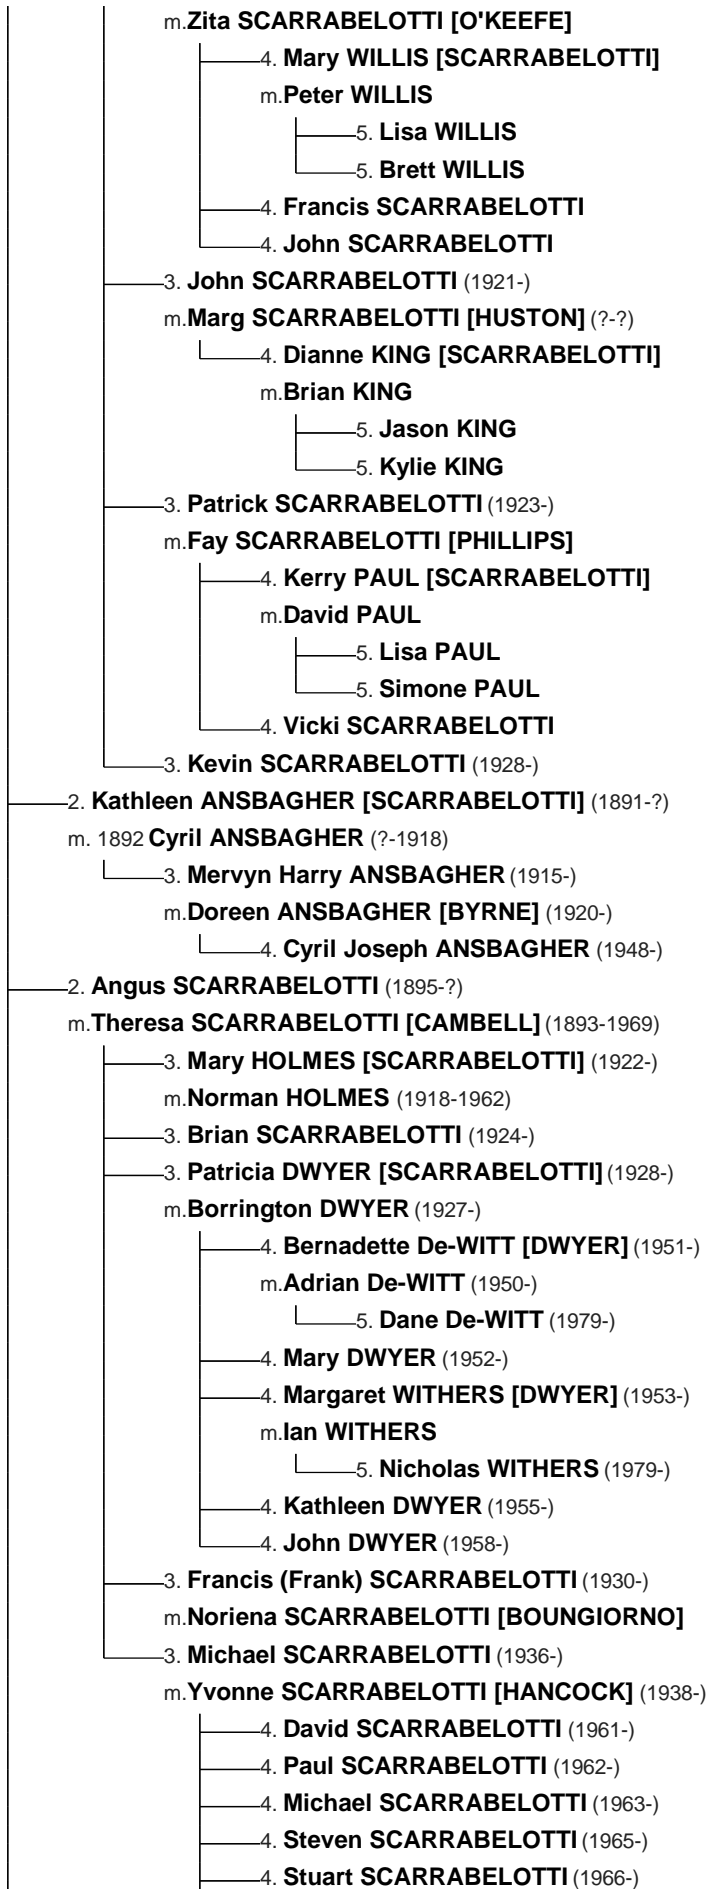 m.Zita SCARRABELOTTI [O'KEEFE]
4. Mary WILLIS [SCARRABELOTTI]
m.Peter WILLIS
5. Lisa WILLIS
5. Brett WILLIS
4. Francis SCARRABELOTTI
4. John SCARRABELOTTI
3. John SCARRABELOTTI (1921-)
m.Marg SCARRABELOTTI [HUSTON] (?-?)
4. Dianne KING [SCARRABELOTTI]
m.Brian KING
5. Jason KING
5. Kylie KING
3. Patrick SCARRABELOTTI (1923-)
m.Fay SCARRABELOTTI [PHILLIPS]
4. Kerry PAUL [SCARRABELOTTI]
m.David PAUL
5. Lisa PAUL
5. Simone PAUL
4. Vicki SCARRABELOTTI
3. Kevin SCARRABELOTTI (1928-)
2. Kathleen ANSBAGHER [SCARRABELOTTI] (1891-?)
m. 1892 Cyril ANSBAGHER (?-1918)
3. Mervyn Harry ANSBAGHER (1915-)
m.Doreen ANSBAGHER [BYRNE] (1920-)
4. Cyril Joseph ANSBAGHER (1948-)
2. Angus SCARRABELOTTI (1895-?)
m.Theresa SCARRABELOTTI [CAMBELL] (1893-1969)
3. Mary HOLMES [SCARRABELOTTI] (1922-)
m.Norman HOLMES (1918-1962)
3. Brian SCARRABELOTTI (1924-)
3. Patricia DWYER [SCARRABELOTTI] (1928-)
m.Borrington DWYER (1927-)
4. Bernadette De-WITT [DWYER] (1951-)
m.Adrian De-WITT (1950-)
5. Dane De-WITT (1979-)
4. Mary DWYER (1952-)
4. Margaret WITHERS [DWYER] (1953-)
m.Ian WITHERS
5. Nicholas WITHERS (1979-)
4. Kathleen DWYER (1955-)
4. John DWYER (1958-)
3. Francis (Frank) SCARRABELOTTI (1930-)
m.Noriena SCARRABELOTTI [BOUNGIORNO]
3. Michael SCARRABELOTTI (1936-)
m.Yvonne SCARRABELOTTI [HANCOCK] (1938-)
4. David SCARRABELOTTI (1961-)
4. Paul SCARRABELOTTI (1962-)
4. Michael SCARRABELOTTI (1963-)
4. Steven SCARRABELOTTI (1965-)
4. Stuart SCARRABELOTTI (1966-)